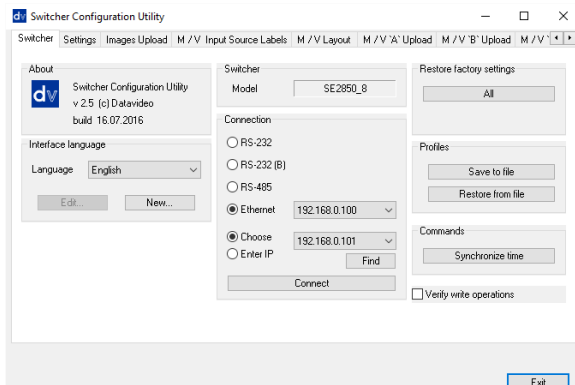 dv Switcher Configuration Utility
Switcher Settings Images Upload M / V Input Source Labels M / V Layout M / V `A` Upload M / V `B` Upload M / V `
About
dv
Switcher Configuration Utility
v 2.5 (c) Datavideo
build 16.07.2016
Interface language
Language English
Edit... New...
Switcher
Model SE2850_8
Connection
RS-232
RS-232 (B)
RS-485
Ethernet 192.168.0.100
Choose 192.168.0.101
Enter IP
Find
Connect
Restore factory settings
All
Profiles
Save to file
Restore from file
Commands
Synchronize time
Verify write operations
Exit